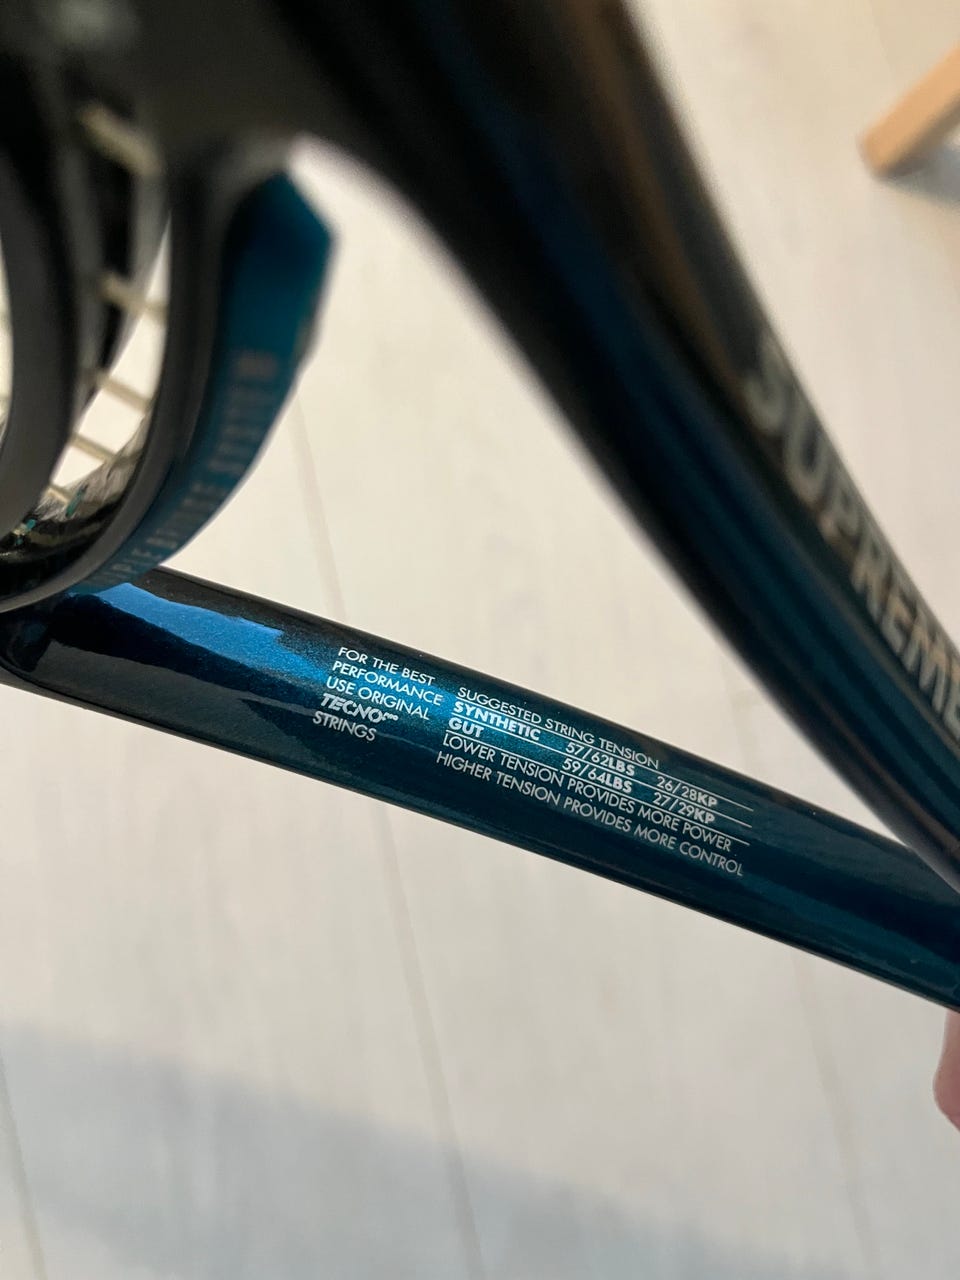 SUPREME
FOR THE BEST
PERFORMANCE
USE ORIGINAL
TECNO
STRINGS
SUGGESTED STRING TENSION
SYNTHETIC 57/62LBS 26/28KP
GUT 59/64LBS 27/29KP
LOWER TENSION PROVIDES MORE POWER
HIGHER TENSION PROVIDES MORE CONTROL